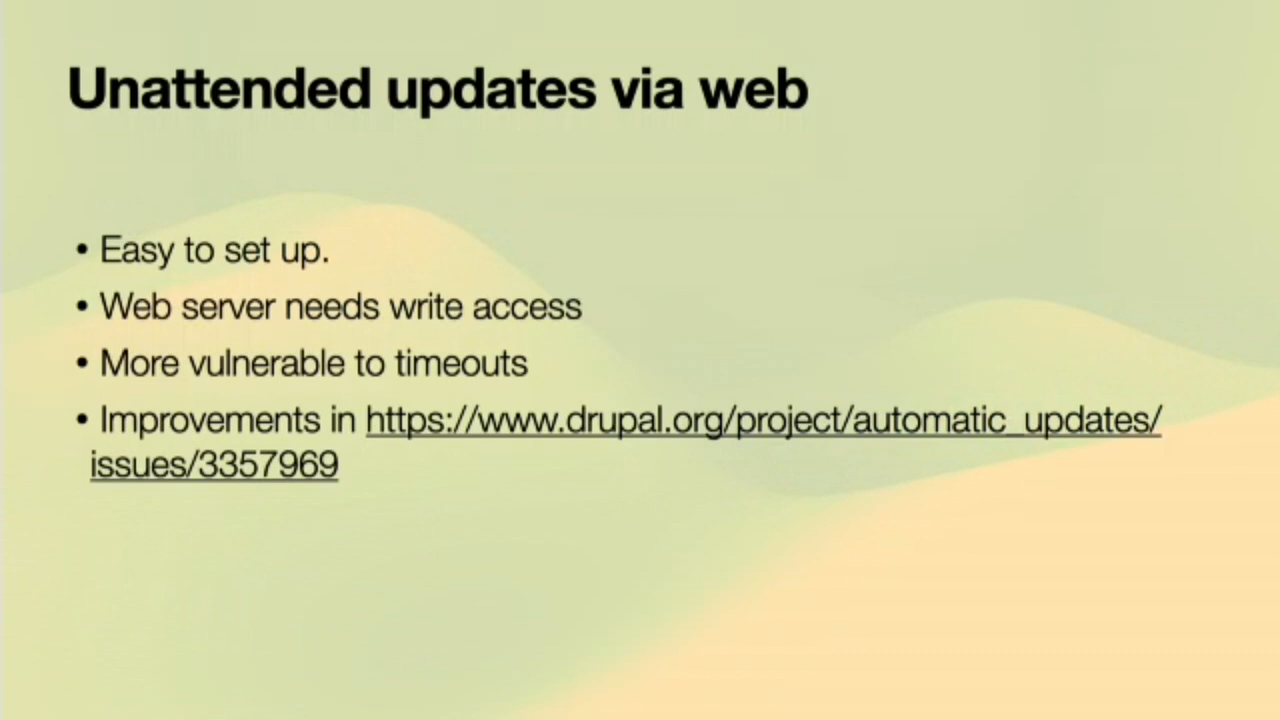 Unattended updates via web
• Easy to set up.
• Web server needs write access
• More vulnerable to timeouts
• Improvements in https://www.drupal.org/project/automatic_updates/
issues/3357969